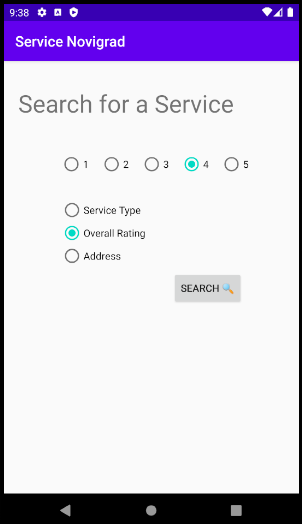 9:38
Service Novigrad
Search for a Service
1 2 3 4 5
Service Type
Overall Rating
Address
SEARCH 🔍